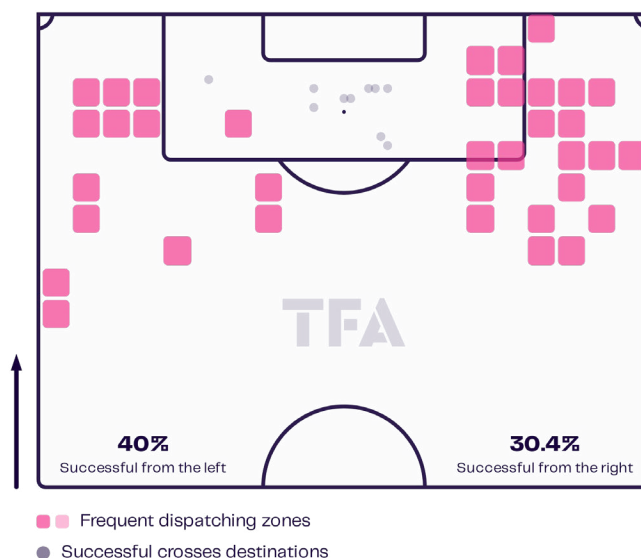 TFA
40%
Successful from the left
30.4%
Successful from the right
Frequent dispatching zones
Successful crosses destinations